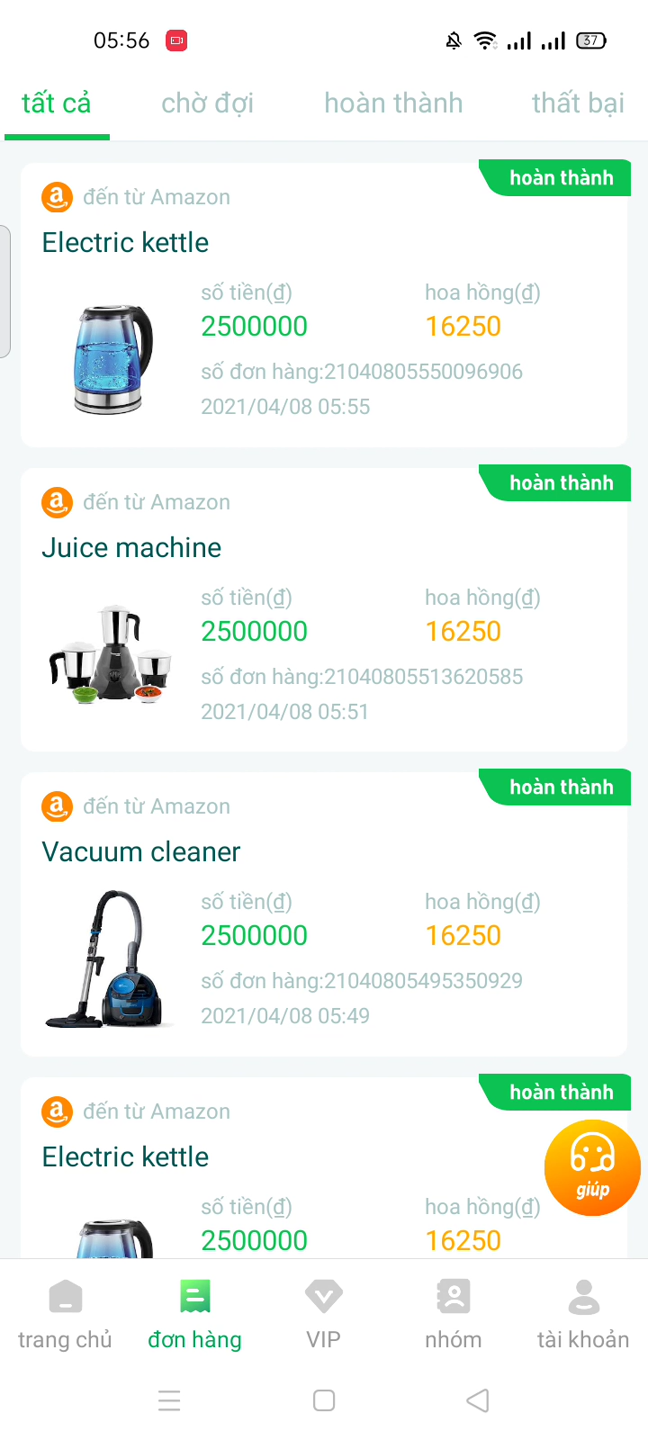 05:56
37
tất cả
chờ đợi
hoàn thành
thất bại
hoàn thành
đến từ Amazon
Electric kettle
số tiền(₫)
hoa hồng(₫)
2500000
16250
số đơn hàng:21040805550096906
2021/04/08 05:55
hoàn thành
đến từ Amazon
Juice machine
số tiền(₫)
hoa hồng(₫)
2500000
16250
số đơn hàng:21040805513620585
2021/04/08 05:51
hoàn thành
đến từ Amazon
Vacuum cleaner
số tiền(₫)
hoa hồng(₫)
2500000
16250
số đơn hàng:21040805495350929
2021/04/08 05:49
hoàn thành
đến từ Amazon
Electric kettle
số tiền(₫)
hoa hồng(₫)
2500000
16250
giúp
trang chủ
đơn hàng
VIP
nhóm
tài khoản